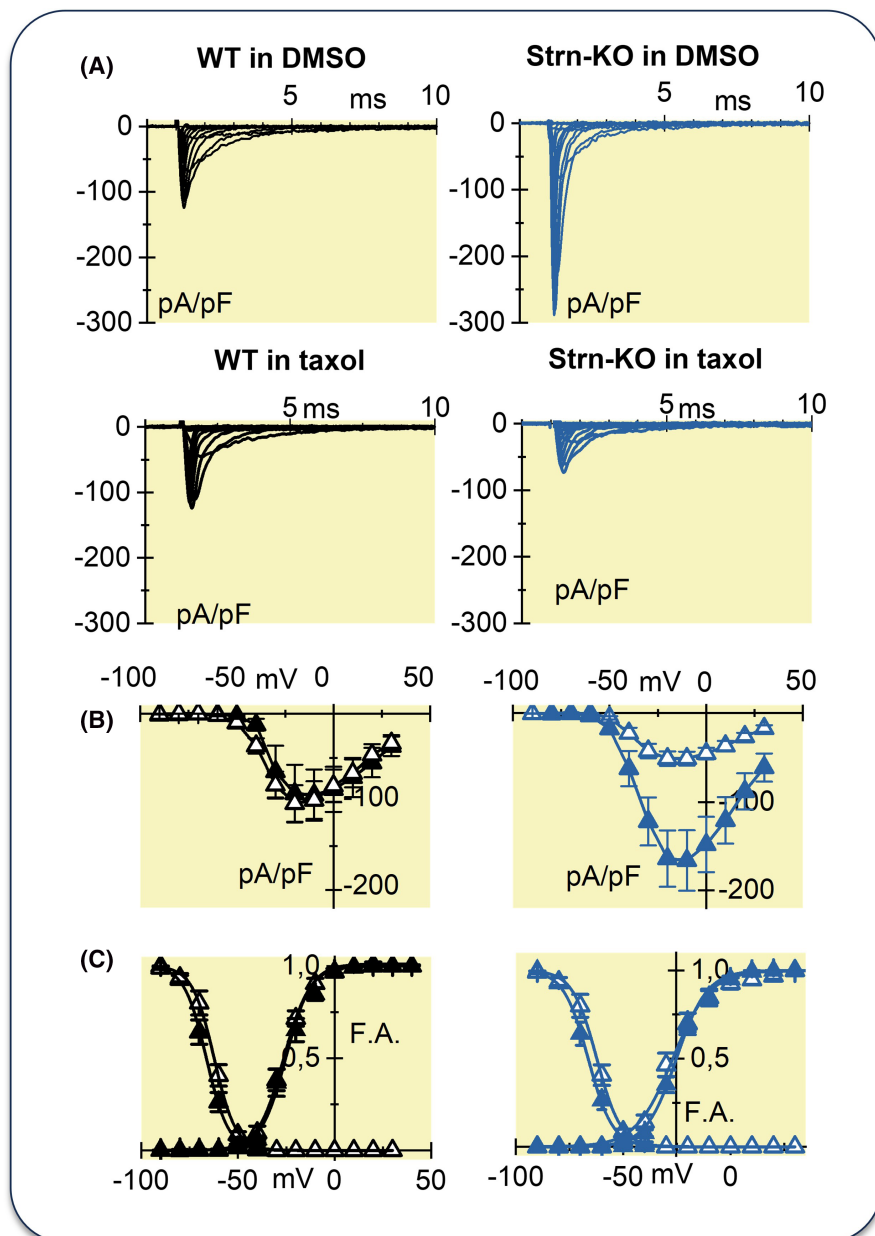 (A)
WT in DMSO
Strn-KO in DMSO
5 ms 10
5 ms 10
0
-100
-200
-300
pA/pF
0
-100
-200
-300
pA/pF
WT in taxol
Strn-KO in taxol
5 ms 10
5 ms 10
0
-100
-200
-300
pA/pF
0
-100
-200
-300
pA/pF
(B)
-100 -50 mV 0 50
-100
-200
pA/pF
-100 -50 mV 0 50
-100
-200
pA/pF
(C)
1,0
F.A.
0,5
-100 -50 mV 0 50
1,0
0,5
F.A.
-100 -50 mV 0